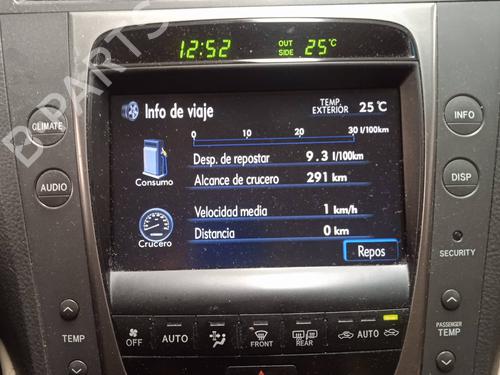 12:52 OUT SIDE 25°C
Info de viaje TEMP. EXTERIOR 25 °C
0 10 20 30 l/100km
Desp. de repostar 9.3 l/100km
Consumo
Alcance de crucero 291 km
Velocidad media 1 km/h
Crucero
Distancia 0 km
Repos
CLIMATE
AUDIO
INFO
DISP
SECURITY
TEMP
PASSENGER TEMP
OFF AUTO FRONT REAR AUTO
B-PARTS